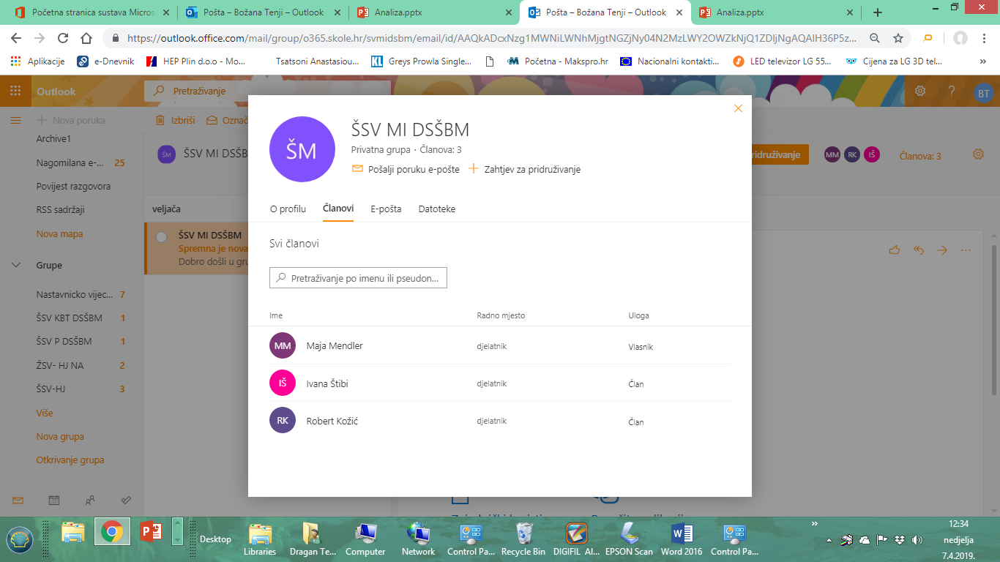 Početna stranica sustava Micros
Pošta – Božana Tenji – Outlook
Analiza.pptx
Pošta – Božana Tenji – Outlook
Analiza.pptx
https://outlook.office.com/mail/group/o365.skole.hr/svmidsbm/email/id/AAQkADcxNzg1MWNiLWNhMjgtNGZjNy04N2MzLWY2OWZkNjQ1ZDljNgAQAIH36P5z...
Aplikacije
e-Dnevnik
HEP Plin d.o.o - Mo...
Tsatsoni Anastasiou...
Greys Prowla Single...
Početna - Makspro.hr
Nacionalni kontakti...
LED televizor LG 55...
Cijena za LG 3D tel...
»
Outlook
Pretraživanje
?
BT
Nova poruka
Izbriši
Označ
Archive1
Nagomilana e-... 25
Povijest razgovora
RSS sadržaji
Nova mapa
Grupe
Nastavnicko vijec... 7
ŠSV KBT DSŠBM 1
ŠSV P DSŠBM 1
ŽSV- HJ NA 2
ŠSV-HJ 3
Više
Nova grupa
Otkrivanje grupa
ŠM
ŠSV MI DSŠB
ridruživanje
MM
RK
IŠ
Članova: 3
veljača
ŠSV MI DSŠBM
Spremna je nova
Dobro došli u gru
ŠM
ŠSV MI DSŠBM
Privatna grupa · Članova: 3
Pošalji poruku e-pošte
Zahtjev za pridruživanje
O profilu
Članovi
E-pošta
Datoteke
Svi članovi
Pretraživanje po imenu ili pseudon...
Ime Radno mjesto Uloga
MM Maja Mendler djelatnik Vlasnik
IŠ Ivana Štibi djelatnik Član
RK Robert Kožić djelatnik Član
Desktop
Libraries
Dragan Te...
Computer
Network
Control Pa...
Recycle Bin
DIGIFIL Al...
EPSON Scan
Word 2016
Control Pa...
»
12:34
nedjelja
7.4.2019.